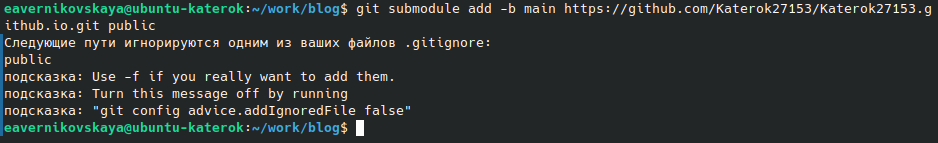 eavernikovskaya@ubuntu-katerok:~/work/blog$ git submodule add -b main https://github.com/Katerok27153/Katerok27153.g
ithub.io.git public
Следующие пути игнорируются одним из ваших файлов .gitignore:
public
подсказка: Use -f if you really want to add them.
подсказка: Turn this message off by running
подсказка: "git config advice.addIgnoredFile false"
eavernikovskaya@ubuntu-katerok:~/work/blog$